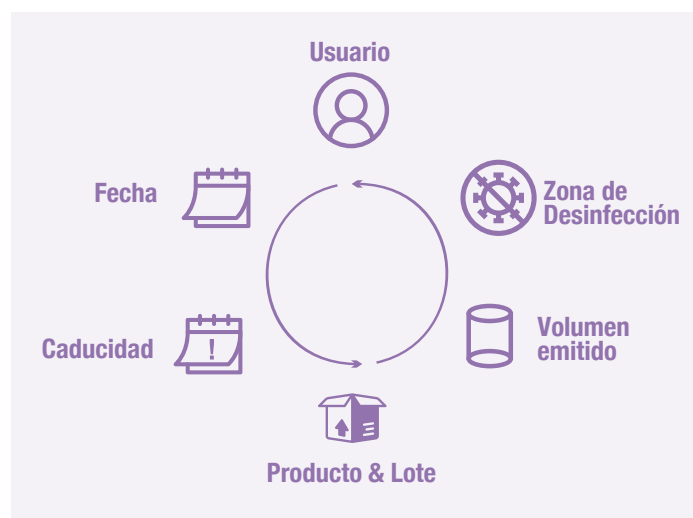 Usuario
Fecha
Zona de
Desinfección
Caducidad
!
Volumen
emitido
Producto & Lote